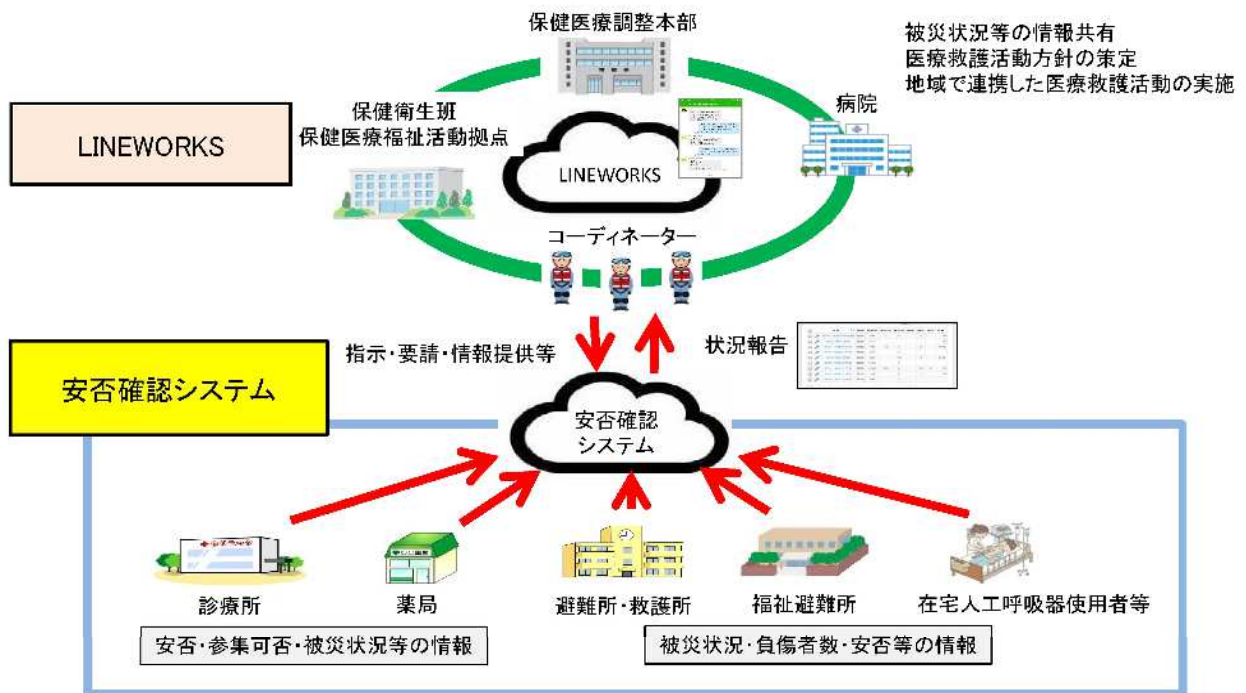 保健医療調整本部
被災状況等の情報共有
医療救護活動方針の策定
地域で連携した医療救護活動の実施
病院
保健衛生班
保健医療福祉活動拠点
LINEWORKS
LINEWORKS
コーディネーター
指示・要請・情報提供等
状況報告
安否確認システム
安否確認
システム
診療所
薬局
避難所・救護所
福祉避難所
在宅人工呼吸器使用者等
安否・参集可否・被災状況等の情報
被災状況・負傷者数・安否等の情報